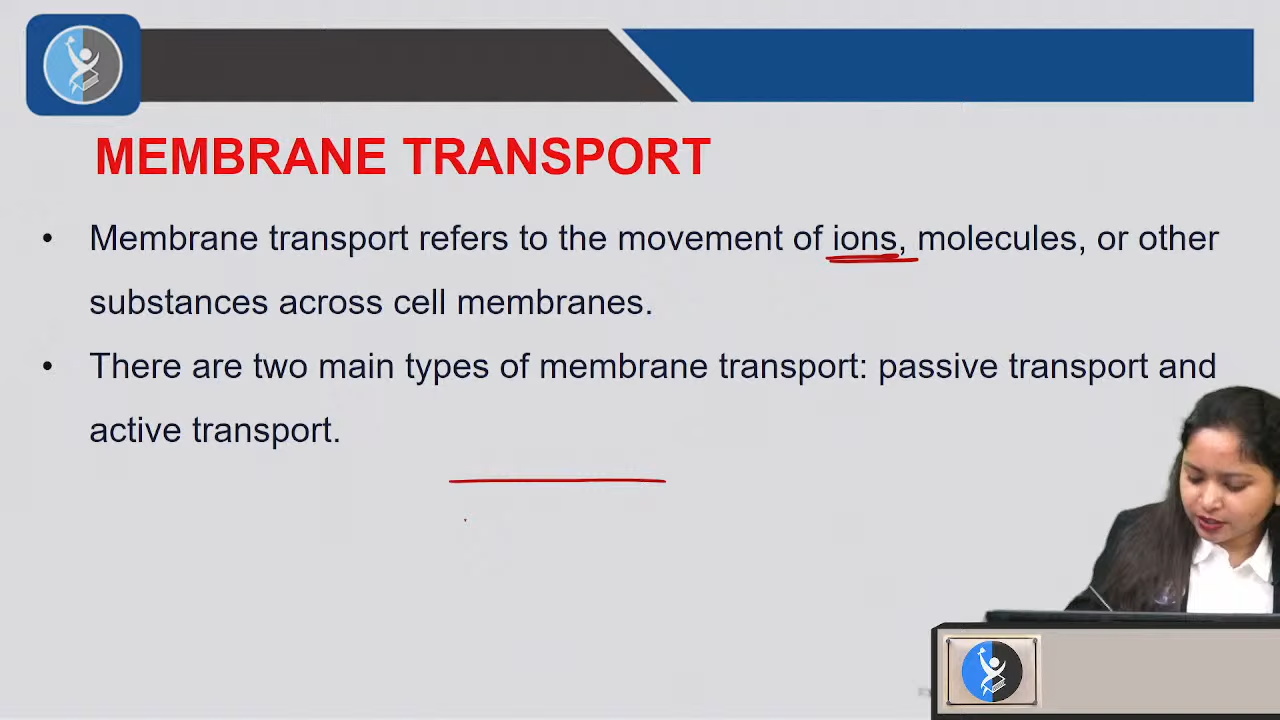 MEMBRANE TRANSPORT
• Membrane transport refers to the movement of ions, molecules, or other
substances across cell membranes.
• There are two main types of membrane transport: passive transport and
active transport.